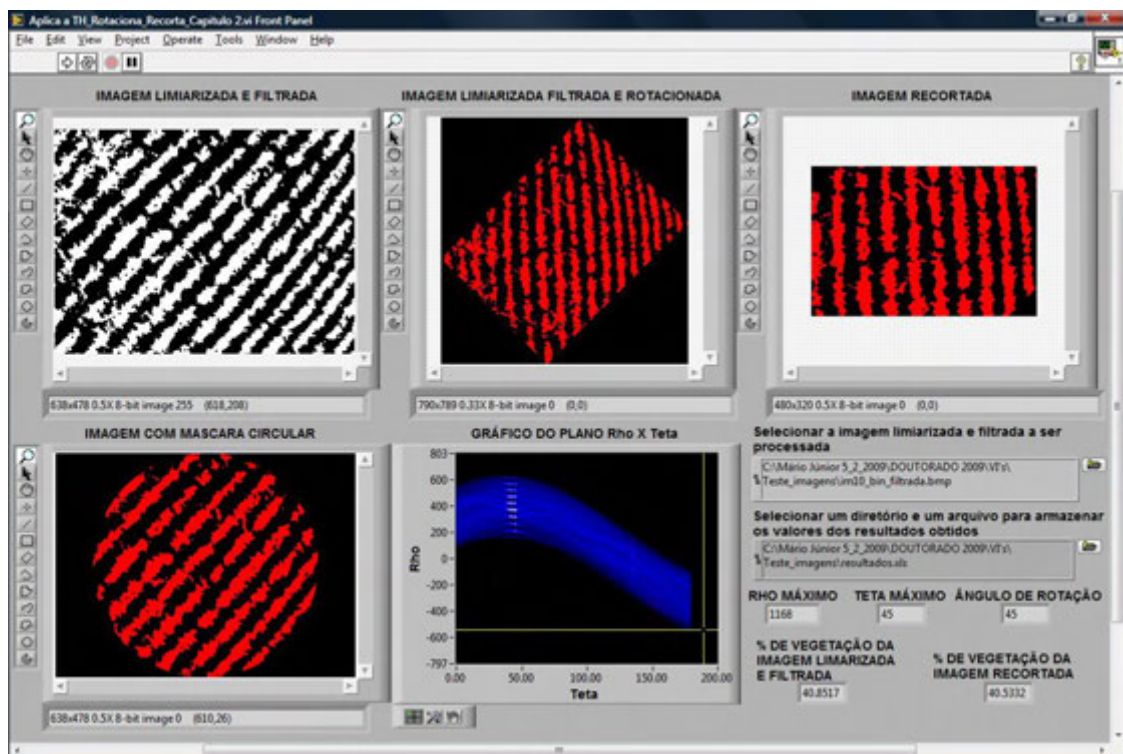 Aplica a TH_Rotaciona_Recorta_Capitulo 2.vi Front Panel
File Edit View Project Operate Tools Window Help
IMAGEM LIMIARIZADA E FILTRADA
IMAGEM LIMIARIZADA FILTRADA E ROTACIONADA
IMAGEM RECORTADA
638x478 0.5X 8-bit image 255 (618,208)
790x789 0.33X 8-bit image 0 (0,0)
480x320 0.5X 8-bit image 0 (0,0)
IMAGEM COM MASCARA CIRCULAR
638x478 0.5X 8-bit image 0 (610,26)
GRÁFICO DO PLANO Rho X Teta
Rho
803
600
400
200
0
-200
-400
-600
-797
0.00 50.00 100.00 150.00 200.00
Teta
Selecionar a imagem limiarizada e filtrada a ser
processada
C:\Mário Júnior 5_2_2009\DOUTORADO 2009\VI's\
Teste_imagens\im10_bin_filtrada.bmp
Selecionar um diretório e um arquivo para armazenar
os valores dos resultados obtidos
C:\Mário Júnior 5_2_2009\DOUTORADO 2009\VI's\
Teste_imagens\resultados.xls
RHO MÁXIMO TETA MÁXIMO ÂNGULO DE ROTAÇÃO
1168 45 45
% DE VEGETAÇÃO DA
IMAGEM LIMARIZADA
E FILTRADA
40.8517
% DE VEGETAÇÃO DA
IMAGEM RECORTADA
40.5332